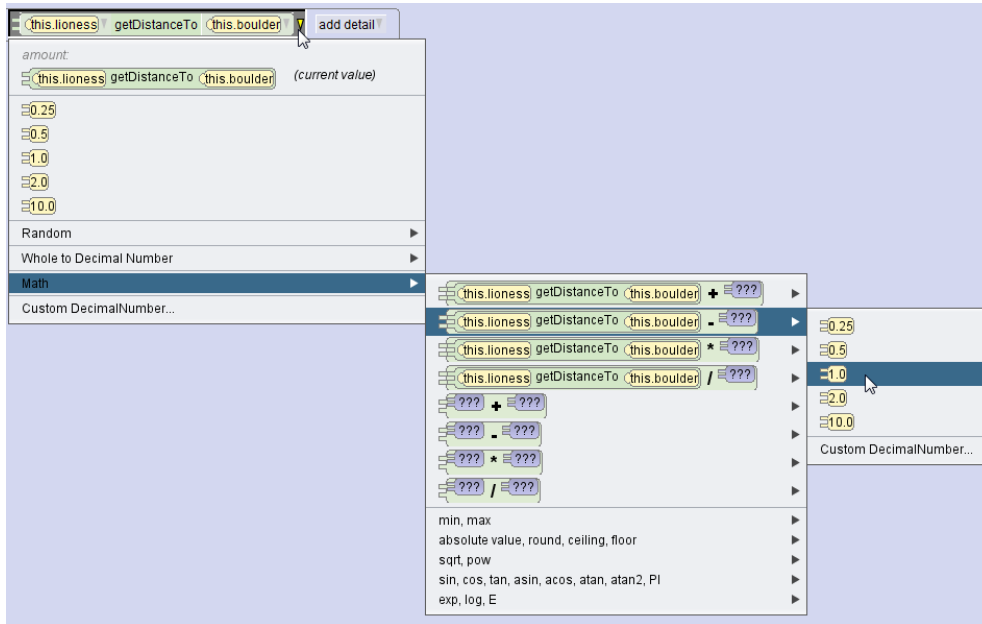 this.lioness getDistanceTo this.boulder add detail
amount:
this.lioness getDistanceTo this.boulder (current value)
0.25
0.5
1.0
2.0
10.0
Random
Whole to Decimal Number
Math
Custom DecimalNumber...
this.lioness getDistanceTo this.boulder + ???
this.lioness getDistanceTo this.boulder - ???
this.lioness getDistanceTo this.boulder * ???
this.lioness getDistanceTo this.boulder / ???
??? + ???
??? - ???
??? * ???
??? / ???
min, max
absolute value, round, ceiling, floor
sqrt, pow
sin, cos, tan, asin, acos, atan, atan2, PI
exp, log, E
0.25
0.5
1.0
2.0
10.0
Custom DecimalNumber...